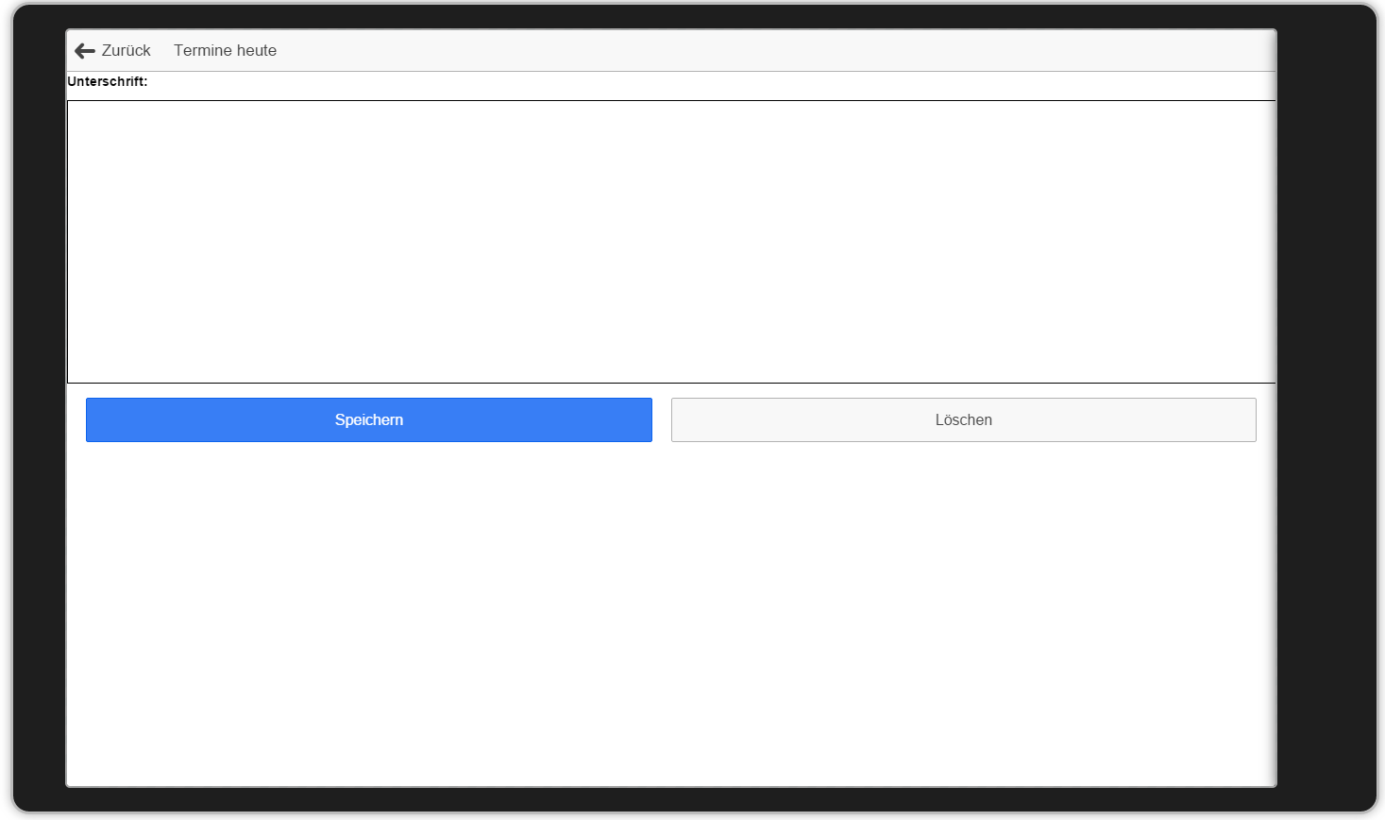 Zurück Termine heute
Unterschrift:
Speichern Löschen